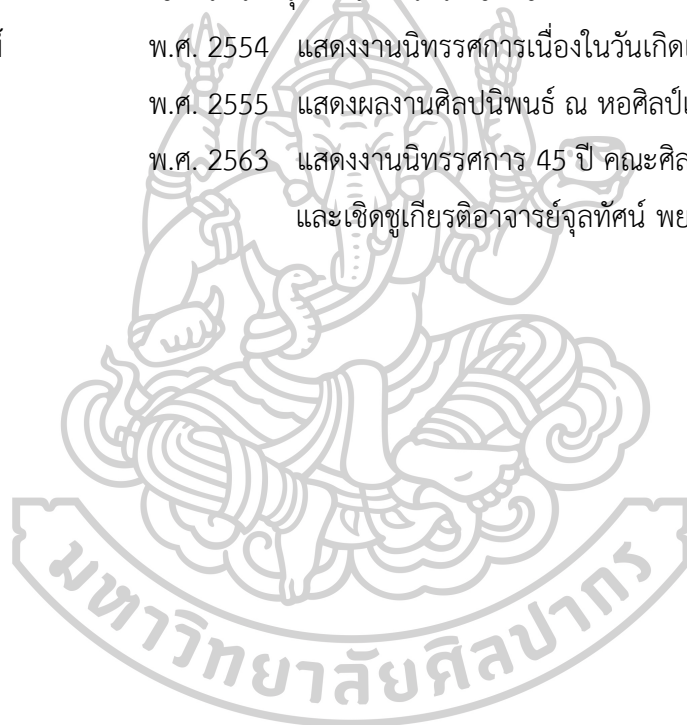 พ.ศ. 2554 แสดงงานนิทรรศการเนื่องในวันเกิด
พ.ศ. 2555 แสดงผลงานศิลปนิพนธ์ ณ หอศิลป์
พ.ศ. 2563 แสดงงานนิทรรศการ 45 ปี คณะศิล
และเชิดชูเกียรติอาจารย์จุลทัศน์ พย
มหาวิทยาลัยศิลปากร